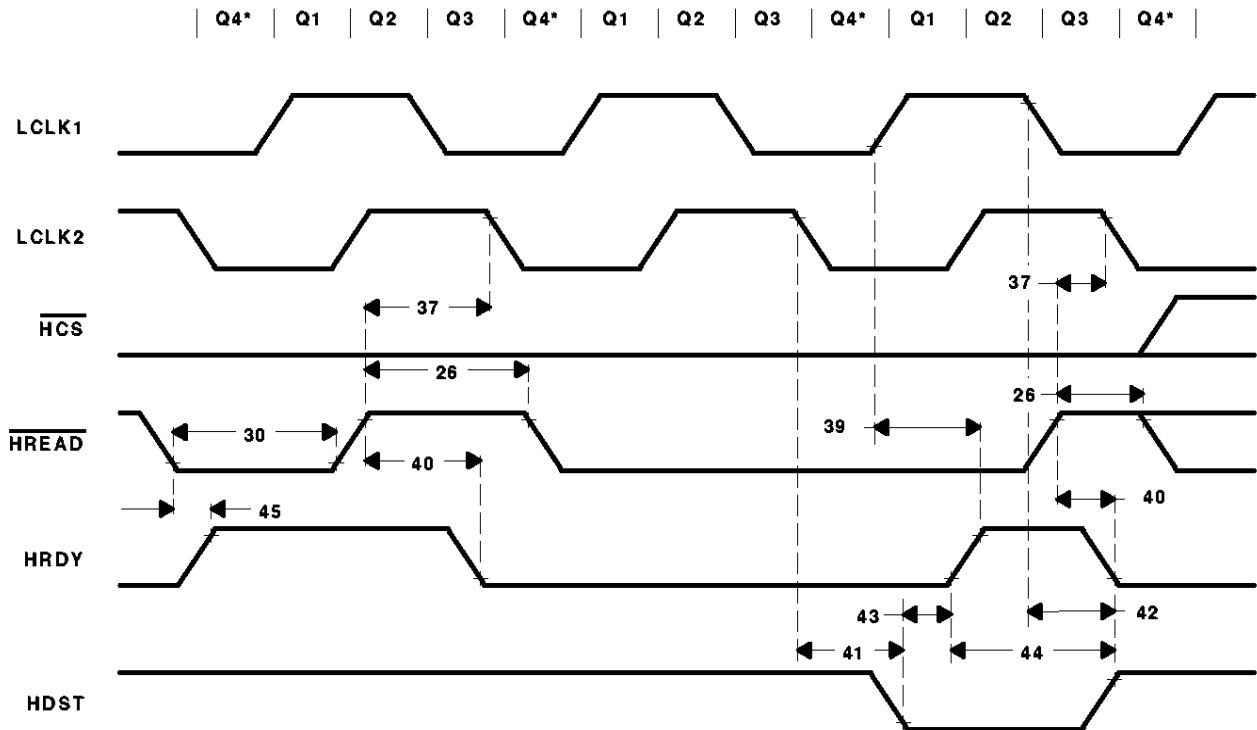 Q4* Q1 Q2 Q3 Q4* Q1 Q2 Q3 Q4* Q1 Q2 Q3 Q4*
LCLK1
LCLK2
37
37
HCS
26
26
30
39
HREAD
40
40
45
HRDY
43
42
41
44
HDST